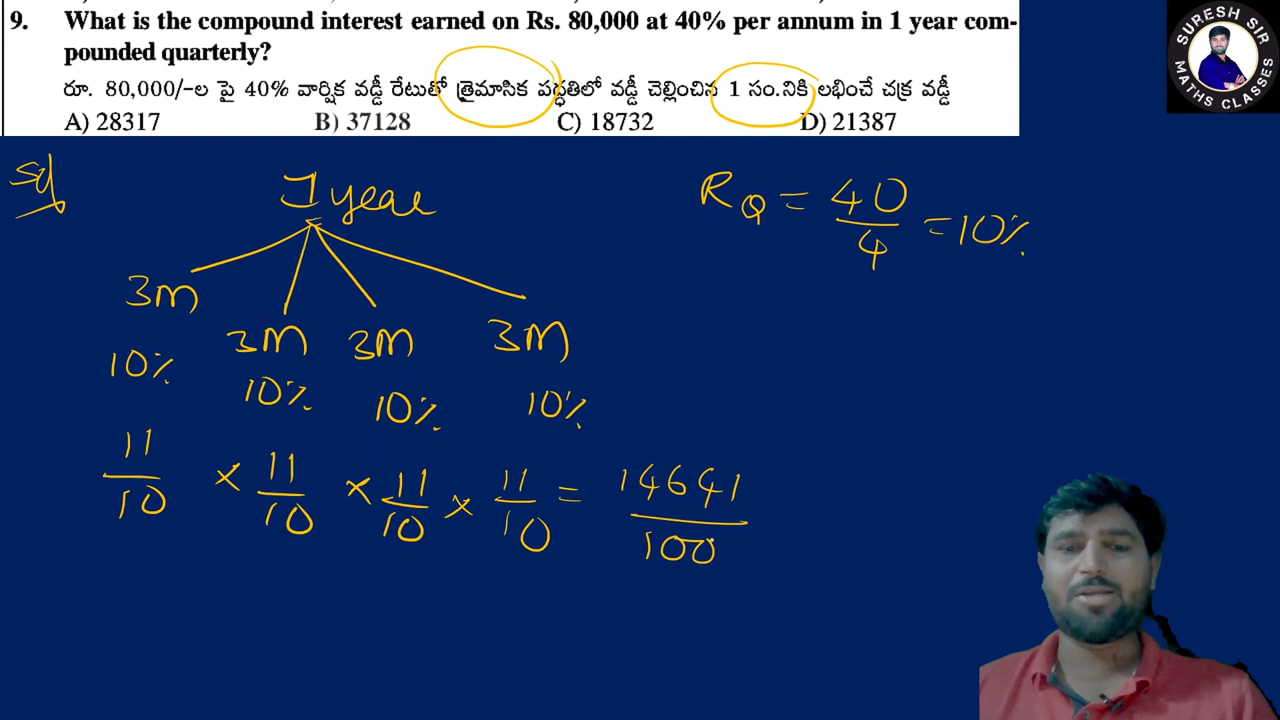 9. What is the compound interest earned on Rs. 80,000 at 40% per annum in 1 year com-
pounded quarterly?
రూ. 80,000/-ల పై 40% వార్షిక వడ్డీ రేటుతో త్రైమాసిక పద్ధతిలో వడ్డీ చెల్లించిన 1 సం.నికి లభించే చక్ర వడ్డీ
A) 28317 B) 37128 C) 18732 D) 21387
SURESH SIR
MATHS CLASSES
Sol
1 year
R_Q = 40/4 = 10%
3M 3M 3M 3M
10% 10% 10% 10%
11/10 × 11/10 × 11/10 × 11/10 = 14641/100